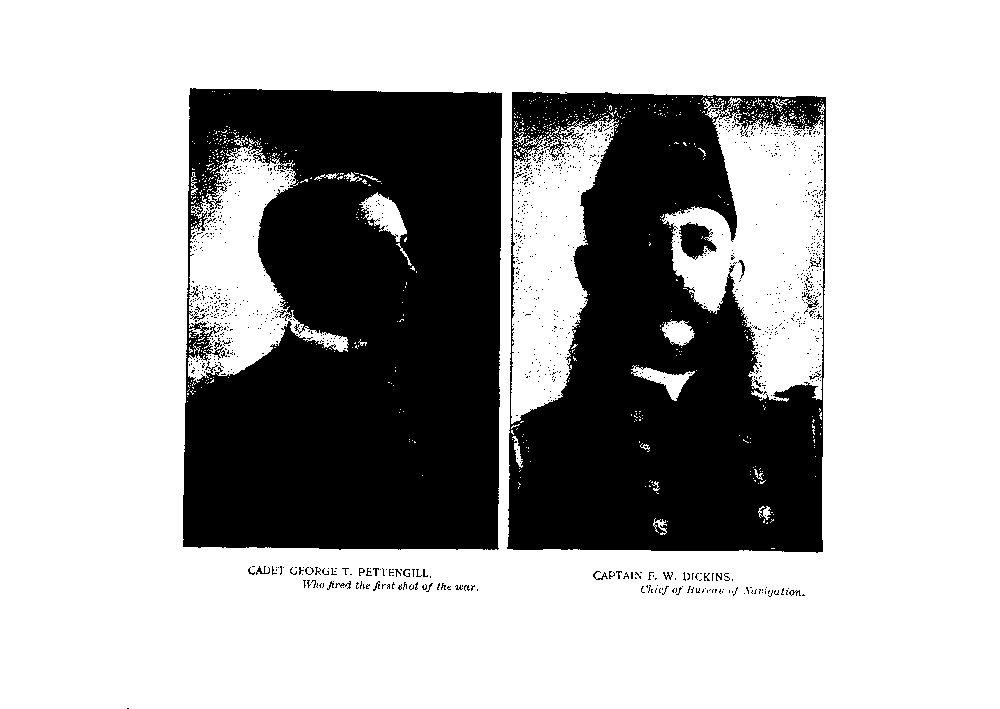 CADET GEORGE T. PETTENGILL,
Who fired the first shot of the war.
CAPTAIN F. W. DICKINS,
Chief of Bureau of Navigation.